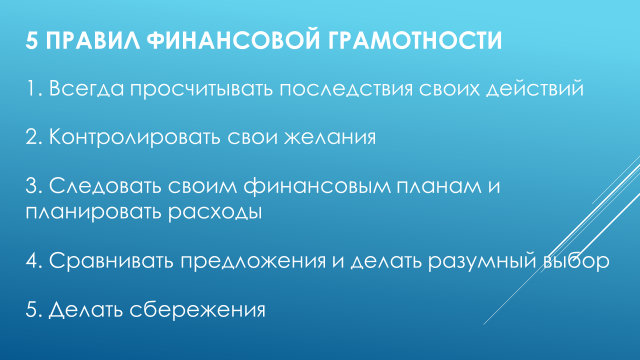 5 ПРАВИЛ ФИНАНСОВОЙ ГРАМОТНОСТИ
1. Всегда просчитывать последствия своих действий
2. Контролировать свои желания
3. Следовать своим финансовым планам и
планировать расходы
4. Сравнивать предложения и делать разумный выбор
5. Делать сбережения